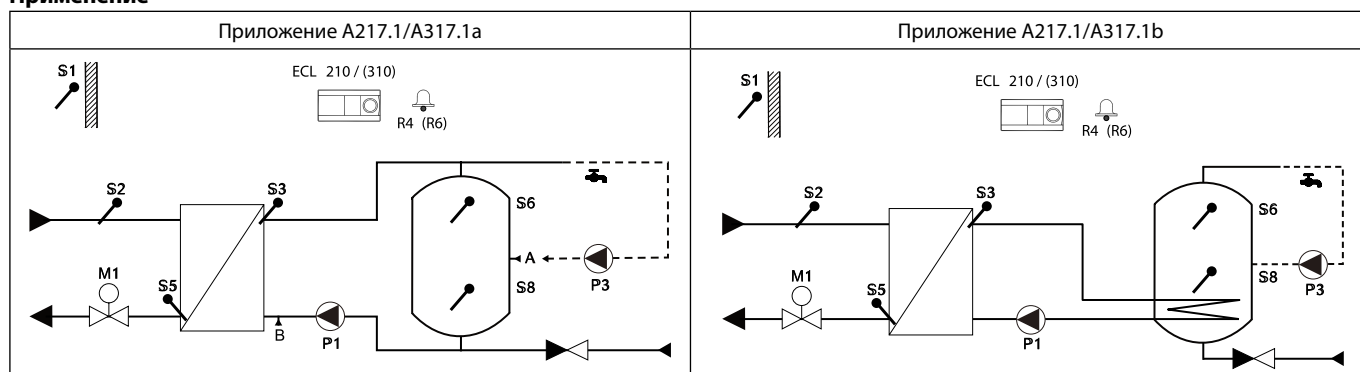 Применение
Приложение A217.1/A317.1a
Приложение A217.1/A317.1b
S1
ECL 210 / (310)
R4 (R6)
S2
S3
S6
A
S8
P3
M1
S5
B
P1
S1
ECL 210 / (310)
R4 (R6)
S2
S3
S6
S8
P3
M1
S5
P1